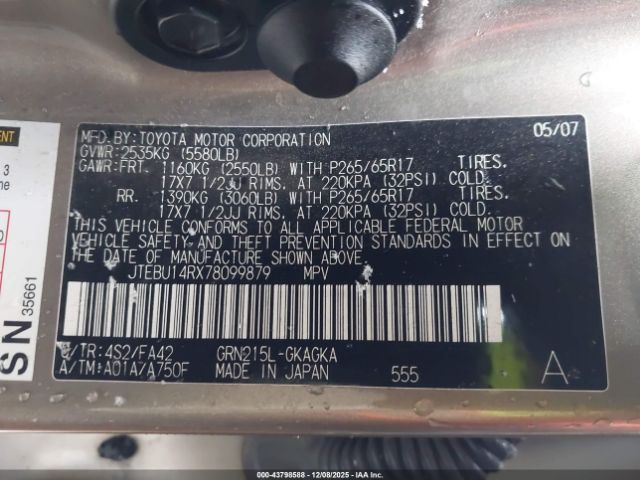 MFD.BY:TOYOTA MOTOR CORPORATION 05/07
GVWR:2535KG (5580LB)
GAWR:FRT. 1160KG (2550LB) WITH P265/65R17 TIRES.
17X7 1/2JJ RIMS. AT 220KPA (32PSI) COLD.
RR. 1390KG (3060LB) WITH P265/65R17 TIRES.
17X7 1/2JJ RIMS. AT 220KPA (32PSI) COLD.
THIS VEHICLE CONFORMS TO ALL APPLICABLE FEDERAL MOTOR
VEHICLE SAFETY AND THEFT PREVENTION STANDARDS IN EFFECT ON
THE DATE OF MANUFACTURE SHOWN ABOVE.
JTEBU14RX78099879 MPV
/TR:4S2/FA42 GRN215L-GKAGKA
A/TM:A01A/A750F MADE IN JAPAN 555 A
ENT
3
ne
SN 35661
000-43798588 - 12/08/2025 - IAA Inc.